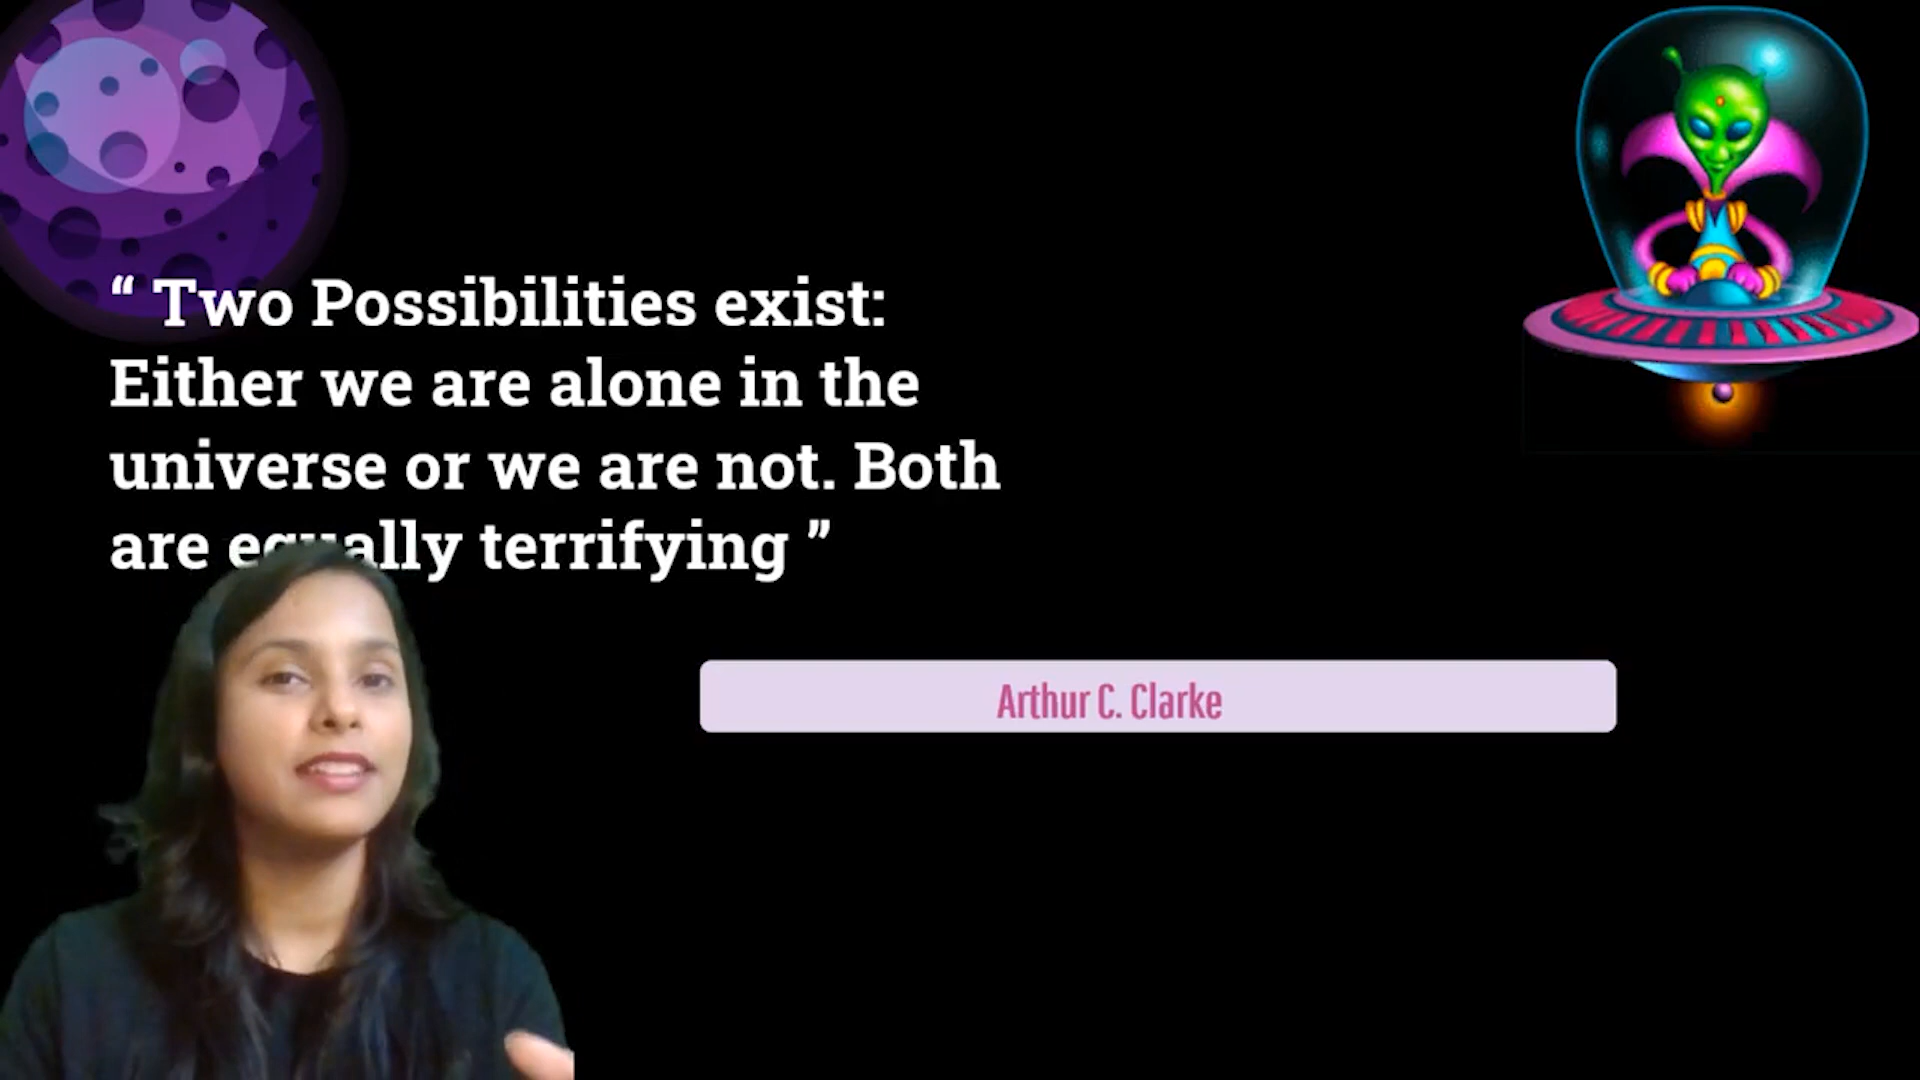 “ Two Possibilities exist:
Either we are alone in the
universe or we are not. Both
are equally terrifying ”
Arthur C. Clarke